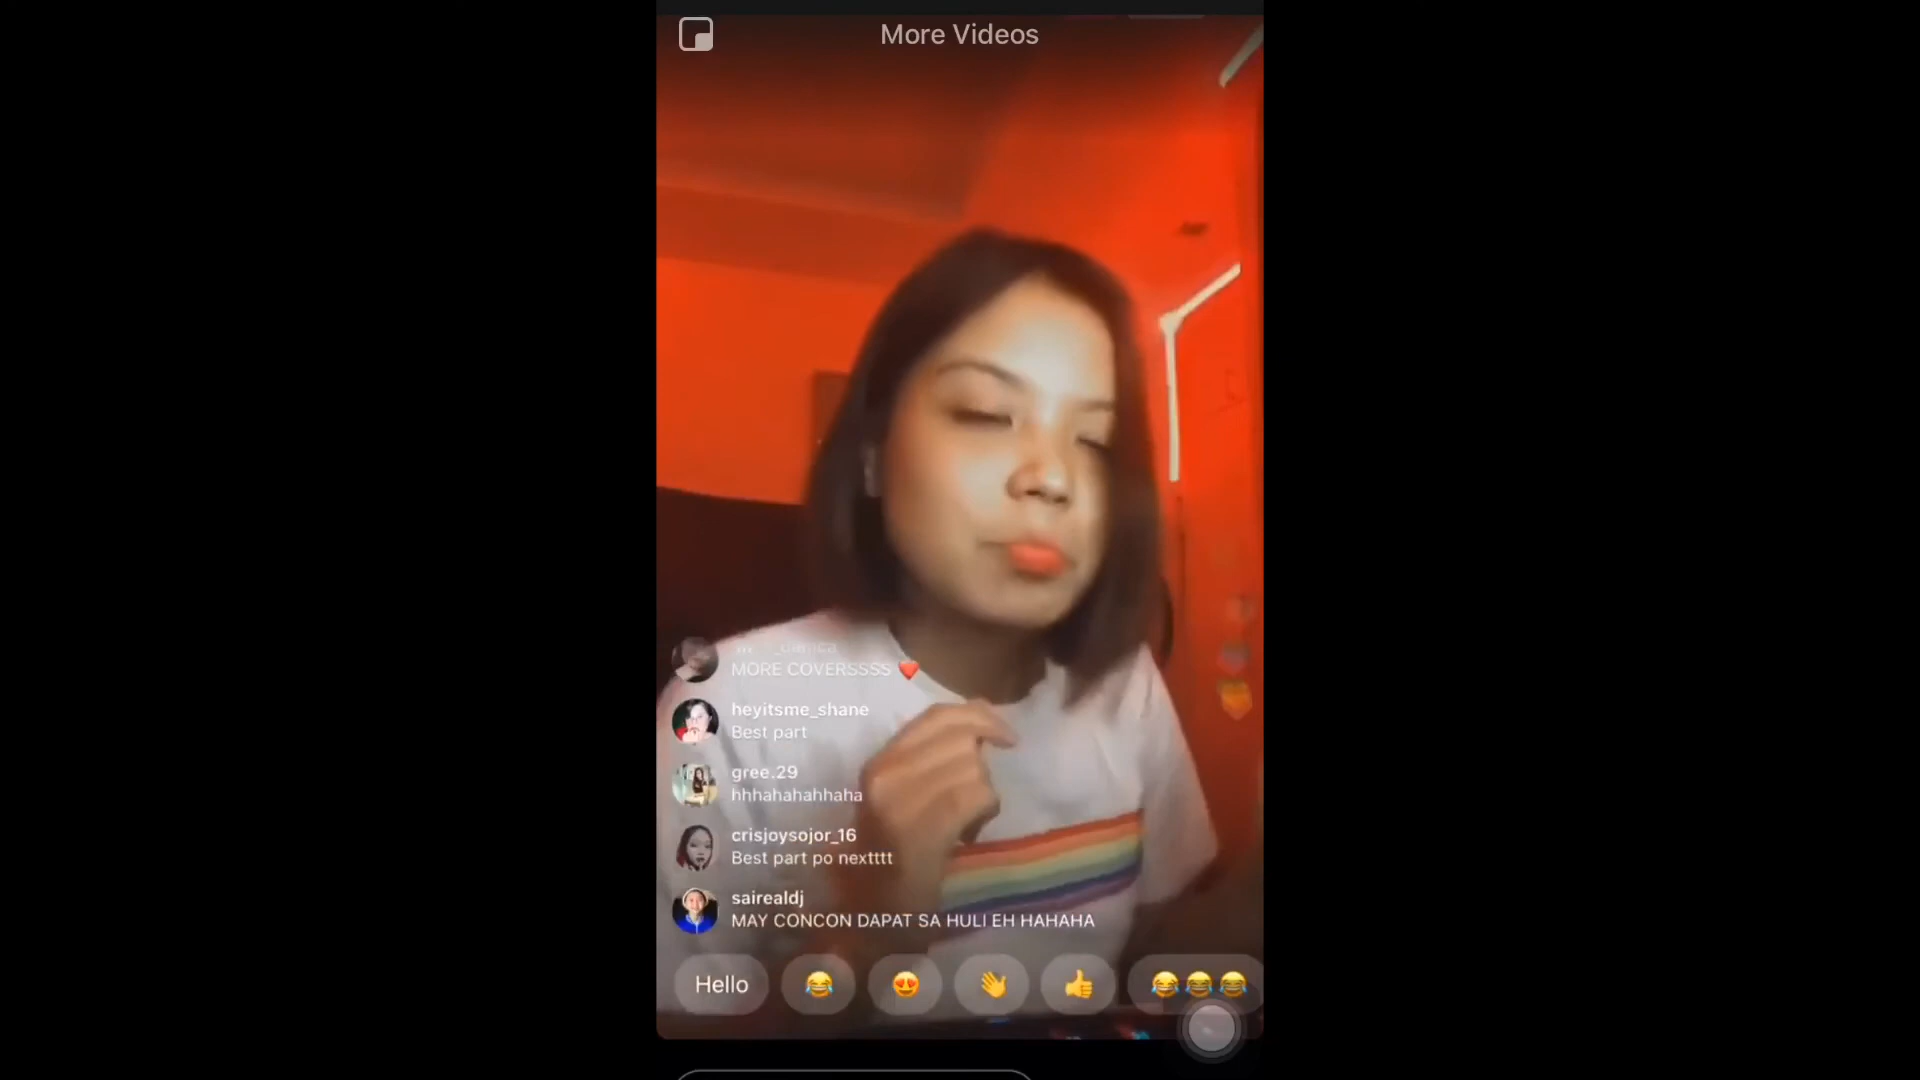 More Videos
MORE COVERSSSS ❤️
heyitsme_shane
Best part
gree.29
hhhahahahhaha
crisjoysojor_16
Best part po nextttt
sairealdj
MAY CONCON DAPAT SA HULI EH HAHAHA
Hello 😂 😍 👋 👍 😂😂😂